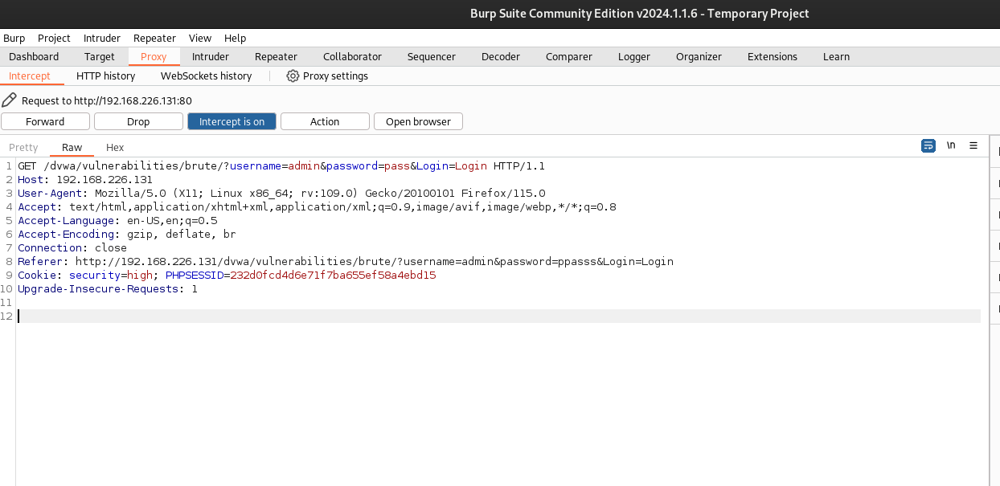 Burp Suite Community Edition v2024.1.1.6 - Temporary Project
Burp Project Intruder Repeater View Help
Dashboard Target Proxy Intruder Repeater Collaborator Sequencer Decoder Comparer Logger Organizer Extensions Learn
Intercept HTTP history WebSockets history Proxy settings
Request to http://192.168.226.131:80
Forward Drop Intercept is on Action Open browser
Pretty Raw Hex \n
1 GET /dvwa/vulnerabilities/brute/?username=admin&password=pass&Login=Login HTTP/1.1
2 Host: 192.168.226.131
3 User-Agent: Mozilla/5.0 (X11; Linux x86_64; rv:109.0) Gecko/20100101 Firefox/115.0
4 Accept: text/html,application/xhtml+xml,application/xml;q=0.9,image/avif,image/webp,*/*;q=0.8
5 Accept-Language: en-US,en;q=0.5
6 Accept-Encoding: gzip, deflate, br
7 Connection: close
8 Referer: http://192.168.226.131/dvwa/vulnerabilities/brute/?username=admin&password=ppasss&Login=Login
9 Cookie: security=high; PHPSESSID=232d0fcd4d6e71f7ba655ef58a4ebd15
10 Upgrade-Insecure-Requests: 1
11
12